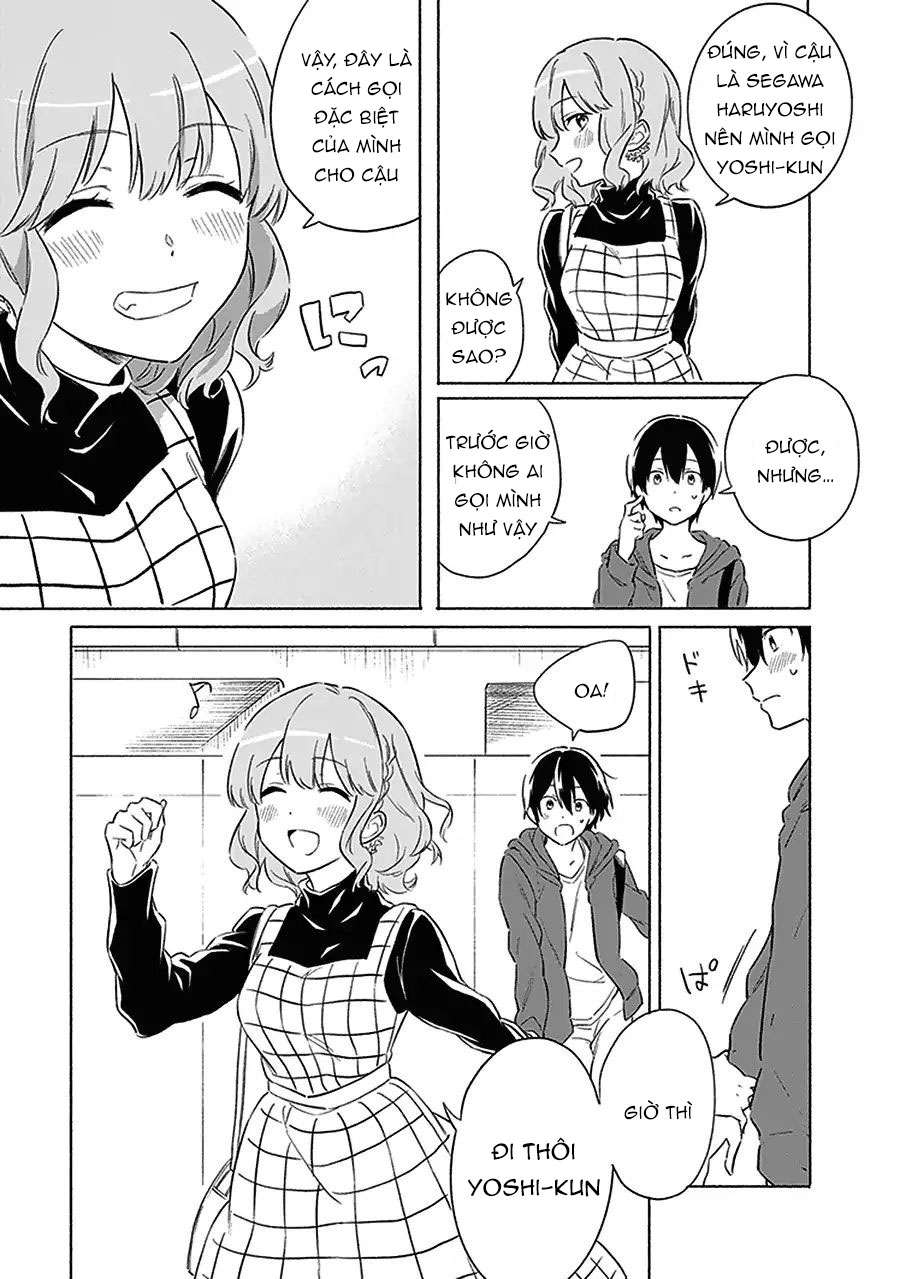 ĐÚNG, VÌ CẬU
LÀ SEGAWA
HARUYOSHI
NÊN MÌNH GỌI
YOSHI-KUN
KHÔNG
ĐƯỢC
SAO?
ĐƯỢC,
NHƯNG...
TRƯỚC GIỜ
KHÔNG AI
GỌI MÌNH
NHƯ VẬY
VẬY, ĐÂY LÀ
CÁCH GỌI
ĐẶC BIỆT
CỦA MÌNH
CHO CẬU
にっ
ドキ
ぱ
OA!
GIỜ THÌ
ĐI THÔI
YOSHI-KUN